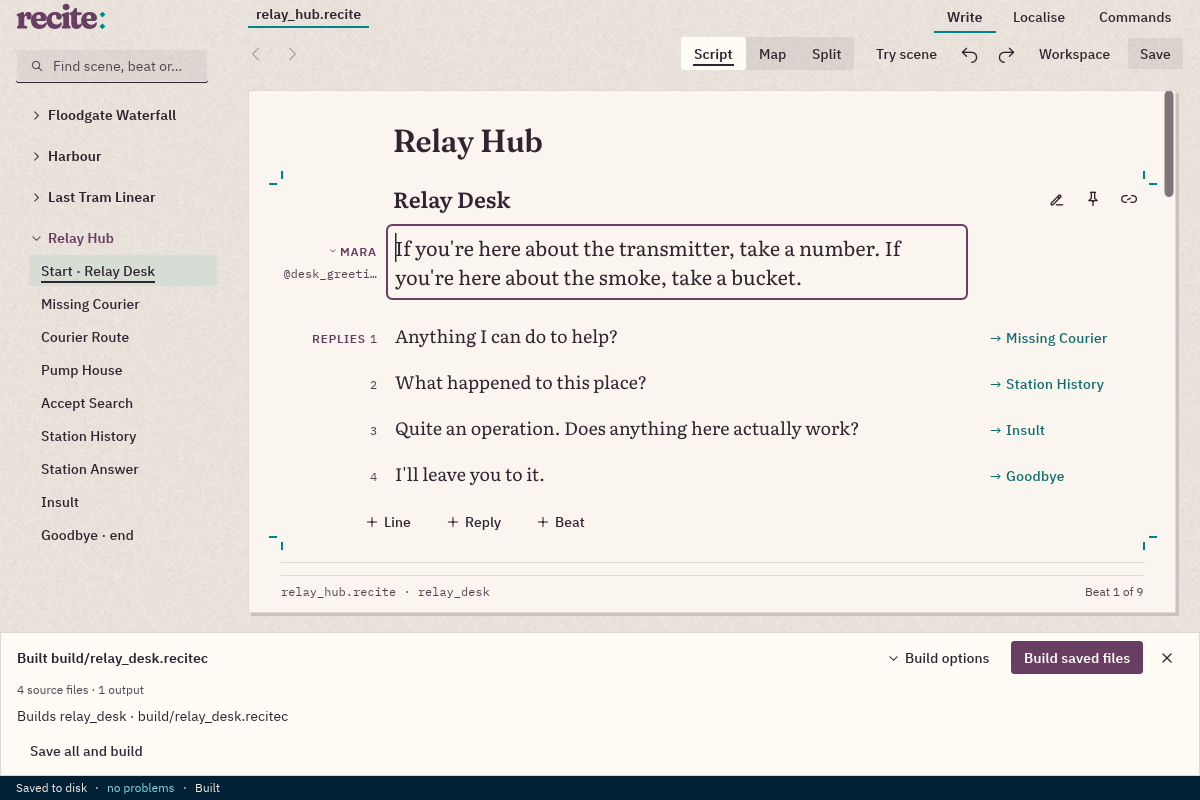 recite:
relay_hub.recite
Write
Localise
Commands
Find scene, beat or...
Script
Map
Split
Try scene
Workspace
Save
Floodgate Waterfall
Harbour
Last Tram Linear
Relay Hub
Start · Relay Desk
Missing Courier
Courier Route
Pump House
Accept Search
Station History
Station Answer
Insult
Goodbye · end
Relay Hub
Relay Desk
MARA
@desk_greeti…
If you're here about the transmitter, take a number. If
you're here about the smoke, take a bucket.
REPLIES 1 Anything I can do to help? → Missing Courier
2 What happened to this place? → Station History
3 Quite an operation. Does anything here actually work? → Insult
4 I'll leave you to it. → Goodbye
+ Line + Reply + Beat
relay_hub.recite · relay_desk
Beat 1 of 9
Built build/relay_desk.recitec
Build options
Build saved files
4 source files · 1 output
Builds relay_desk · build/relay_desk.recitec
Save all and build
Saved to disk · no problems · Built